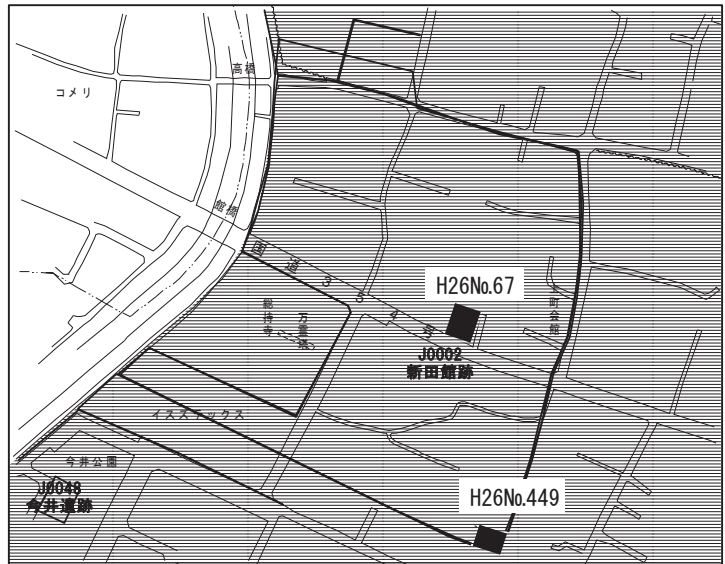 高橋
コメリ
館橋
国道354号
H26No.67
本町会館
総持寺
万霊塔
J0002
新田館跡
イスズテックス
今井公園
J0048
今井遺跡
H26No.449